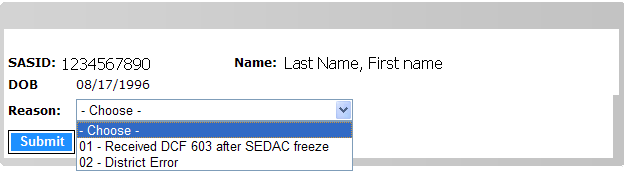 SASID: 1234567890 Name: Last Name, First name
DOB 08/17/1996
Reason: - Choose -
- Choose -
01 - Received DCF 603 after SEDAC freeze
Submit
02 - District Error